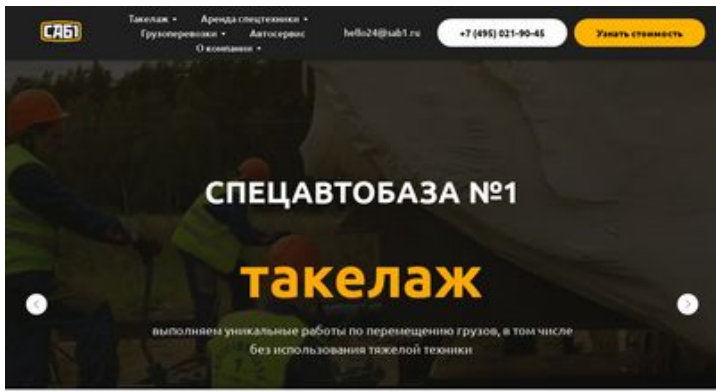 САБ1
Такелаж
Аренда спецтехники
Грузоперевозки
Автосервис
О компании
hello24@sab1.ru
+7 (495) 021-90-45
Узнать стоимость
СПЕЦАВТОБАЗА №1
такелаж
выполняем уникальные работы по перемещению грузов, в том числе
без использования тяжелой техники